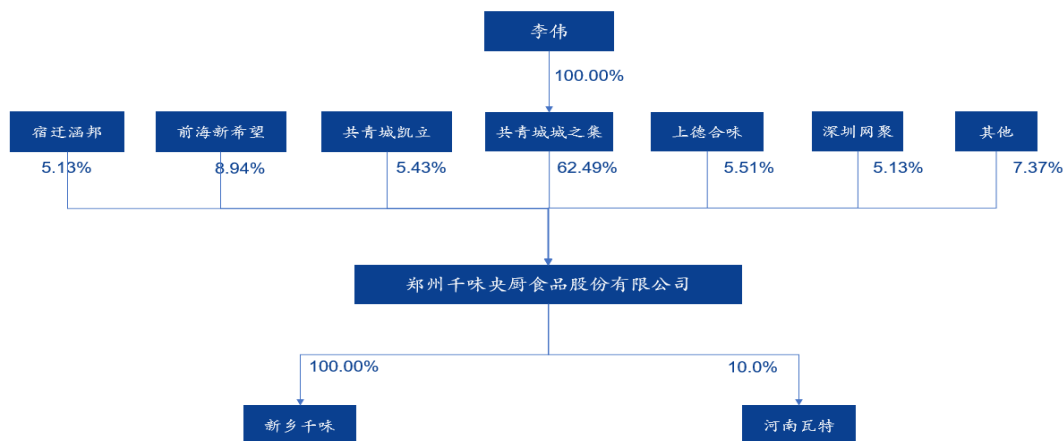 李伟
100.00%
宿迁涵邦
前海新希望
共青城凯立
共青城城之集
上德合味
深圳网聚
其他
5.13%
8.94%
5.43%
62.49%
5.51%
5.13%
7.37%
郑州千味央厨食品股份有限公司
100.00%
10.0%
新乡千味
河南瓦特